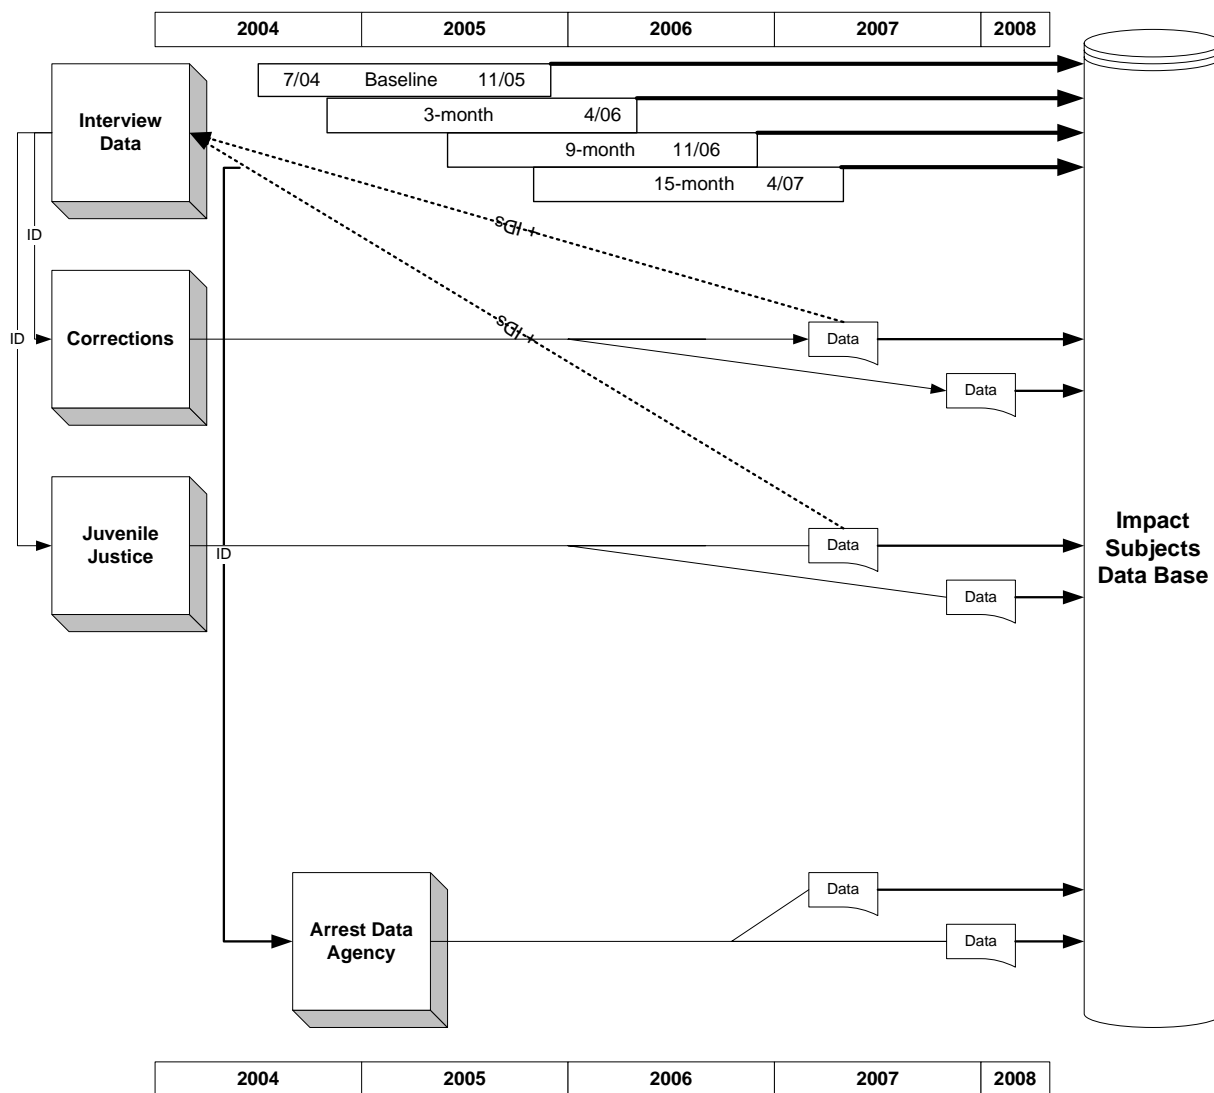 2004 2005 2006 2007 2008
7/04 Baseline 11/05
3-month 4/06
9-month 11/06
15-month 4/07
Interview
Data
+ IDs
ID
Corrections
Data
ID
+ IDs
Data
Juvenile
Justice
ID
Data
Data
Impact
Subjects
Data Base
Data
Arrest Data
Agency
Data
2004 2005 2006 2007 2008